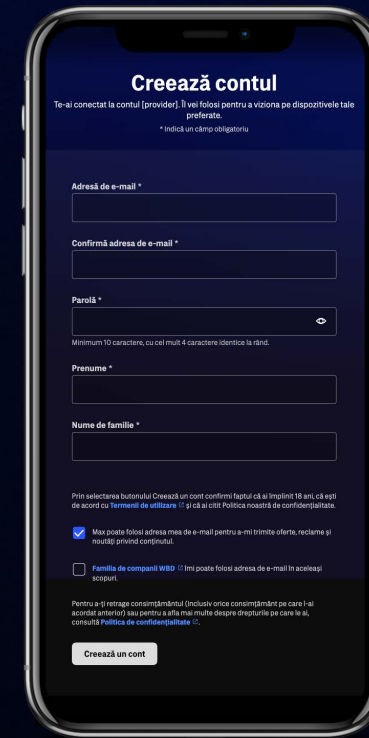 Creează contul
Te-ai conectat la contul [provider]. Îl vei folosi pentru a viziona pe dispozitivele tale
preferate.
* Indică un câmp obligatoriu
Adresă de e-mail *
Confirmă adresa de e-mail *
Parolă *
Minimum 10 caractere, cu cel mult 4 caractere identice la rând.
Prenume *
Nume de familie *
Prin selectarea butonului Creează un cont confirmi faptul că ai împlinit 18 ani, că ești
de acord cu Termenii de utilizare și că ai citit Politica noastră de confidențialitate.
Max poate folosi adresa mea de e-mail pentru a-mi trimite oferte, reclame și
noutăți privind conținutul.
Familia de companii WBD îmi poate folosi adresa de e-mail în aceleași
scopuri.
Pentru a-ți retrage consimțământul (inclusiv orice consimțământ pe care l-ai
acordat anterior) sau pentru a afla mai multe despre drepturile pe care le ai,
consultă Politica de confidențialitate.
Creează un cont